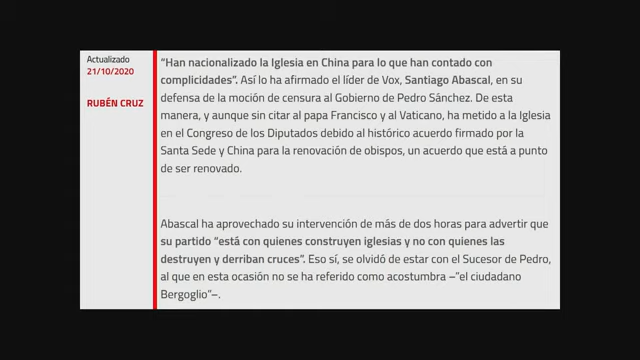 Actualizado
21/10/2020
RUBÉN CRUZ
“Han nacionalizado la Iglesia en China para lo que han contado con
complicidades”. Así lo ha afirmado el líder de Vox, Santiago Abascal, en su
defensa de la moción de censura al Gobierno de Pedro Sánchez. De esta
manera, y aunque sin citar al papa Francisco y al Vaticano, ha metido a la Iglesia
en el Congreso de los Diputados debido al histórico acuerdo firmado por la
Santa Sede y China para la renovación de obispos, un acuerdo que está a punto
de ser renovado.
Abascal ha aprovechado su intervención de más de dos horas para advertir que
su partido “está con quienes construyen iglesias y no con quienes las
destruyen y derriban cruces”. Eso sí, se olvidó de estar con el Sucesor de Pedro,
al que en esta ocasión no se ha referido como acostumbra –“el ciudadano
Bergoglio”–.